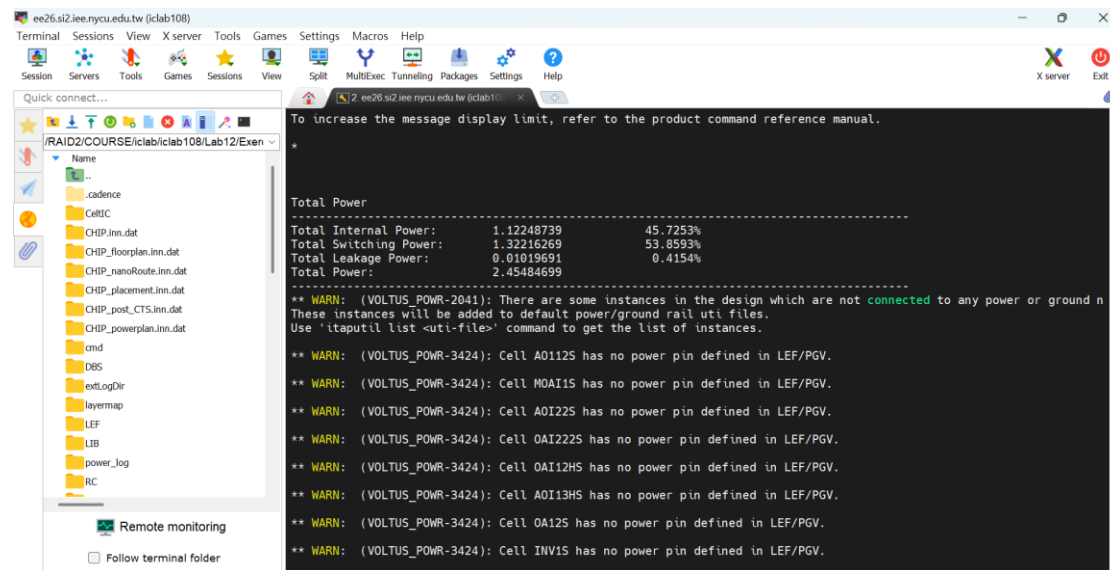 ee26.si2.iee.nycu.edu.tw (iclab108)
Terminal Sessions View X server Tools Games Settings Macros Help
Session Servers Tools Games Sessions View Split MultiExec Tunneling Packages Settings Help X server Exit
Quick connect...
2. ee26.si2.iee.nycu.edu.tw (iclab10
/RAID2/COURSE/iclab/iclab108/Lab12/Exerc
Name
..
.cadence
CeltIC
CHIP.inn.dat
CHIP_floorplan.inn.dat
CHIP_nanoRoute.inn.dat
CHIP_placement.inn.dat
CHIP_post_CTS.inn.dat
CHIP_powerplan.inn.dat
cmd
DBS
extLogDir
layermap
LEF
LIB
power_log
RC
Remote monitoring
Follow terminal folder
To increase the message display limit, refer to the product command reference manual.
*
Total Power
-----------------------------------------------------------------------------------------
Total Internal Power: 1.12248739 45.7253%
Total Switching Power: 1.32216269 53.8593%
Total Leakage Power: 0.01019691 0.4154%
Total Power: 2.45484699
-----------------------------------------------------------------------------------------
** WARN: (VOLTUS_POWR-2041): There are some instances in the design which are not connected to any power or ground n
These instances will be added to default power/ground rail uti files.
Use 'itaputil list <uti-file>' command to get the list of instances.
** WARN: (VOLTUS_POWR-3424): Cell AO112S has no power pin defined in LEF/PGV.
** WARN: (VOLTUS_POWR-3424): Cell MOAI1S has no power pin defined in LEF/PGV.
** WARN: (VOLTUS_POWR-3424): Cell AOI22S has no power pin defined in LEF/PGV.
** WARN: (VOLTUS_POWR-3424): Cell OAI222S has no power pin defined in LEF/PGV.
** WARN: (VOLTUS_POWR-3424): Cell OAI12HS has no power pin defined in LEF/PGV.
** WARN: (VOLTUS_POWR-3424): Cell AOI13HS has no power pin defined in LEF/PGV.
** WARN: (VOLTUS_POWR-3424): Cell OA12S has no power pin defined in LEF/PGV.
** WARN: (VOLTUS_POWR-3424): Cell INV1S has no power pin defined in LEF/PGV.